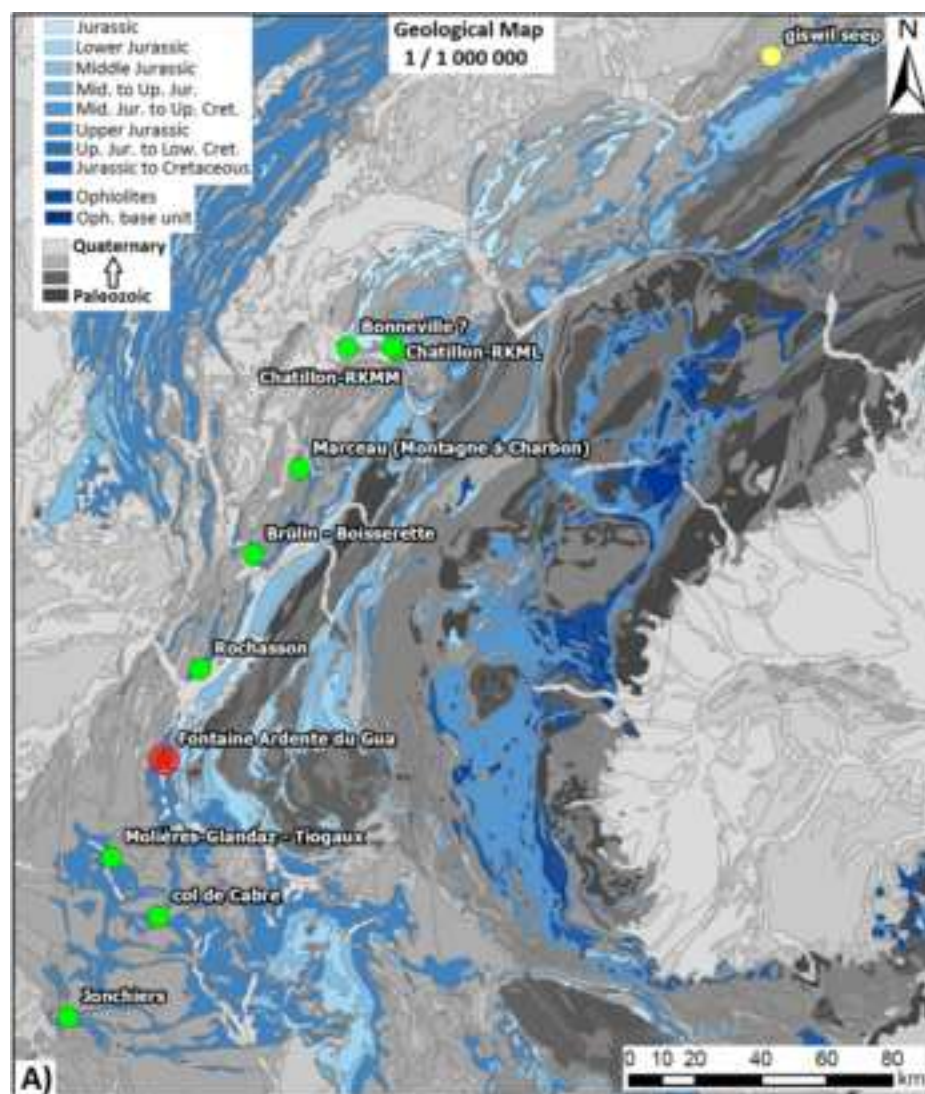 Jurassic
Lower Jurassic
Middle Jurassic
Mid. to Up. Jur.
Mid. Jur. to Up. Cret.
Upper Jurassic
Up. Jur. to Low. Cret.
Jurassic to Cretaceous
Ophiolites
Oph. base unit
Quaternary
Paleozoic
Geological Map
1 / 1 000 000
giswil seep
N
Bonneville ?
Chatillon-RKML
Chatillon-RKMM
Marceau (Montagne à Charbon)
Brûlin - Boisserette
Rochasson
Fontaine Ardente du Gua
Molières-Glandaz - Tiogaux
col de Cabre
Jonchiers
A)
0 10 20 40 60 80
km